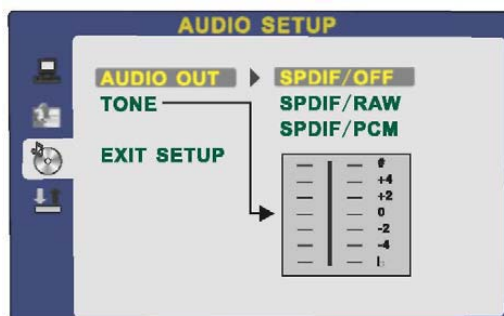 AUDIO SETUP
AUDIO OUT SPDIF/OFF
TONE SPDIF/RAW
SPDIF/PCM
EXIT SETUP
+4
+2
0
-2
-4